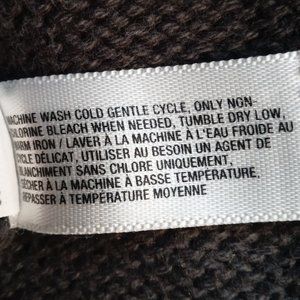 MACHINE WASH COLD GENTLE CYCLE, ONLY NON-
CHLORINE BLEACH WHEN NEEDED, TUMBLE DRY LOW,
WARM IRON / LAVER À LA MACHINE À L'EAU FROIDE AU
CYCLE DÉLICAT, UTILISER AU BESOIN UN AGENT DE
BLANCHIMENT SANS CHLORE UNIQUEMENT,
SÉCHER À LA MACHINE À BASSE TEMPÉRATURE,
REPASSER À TEMPÉRATURE MOYENNE